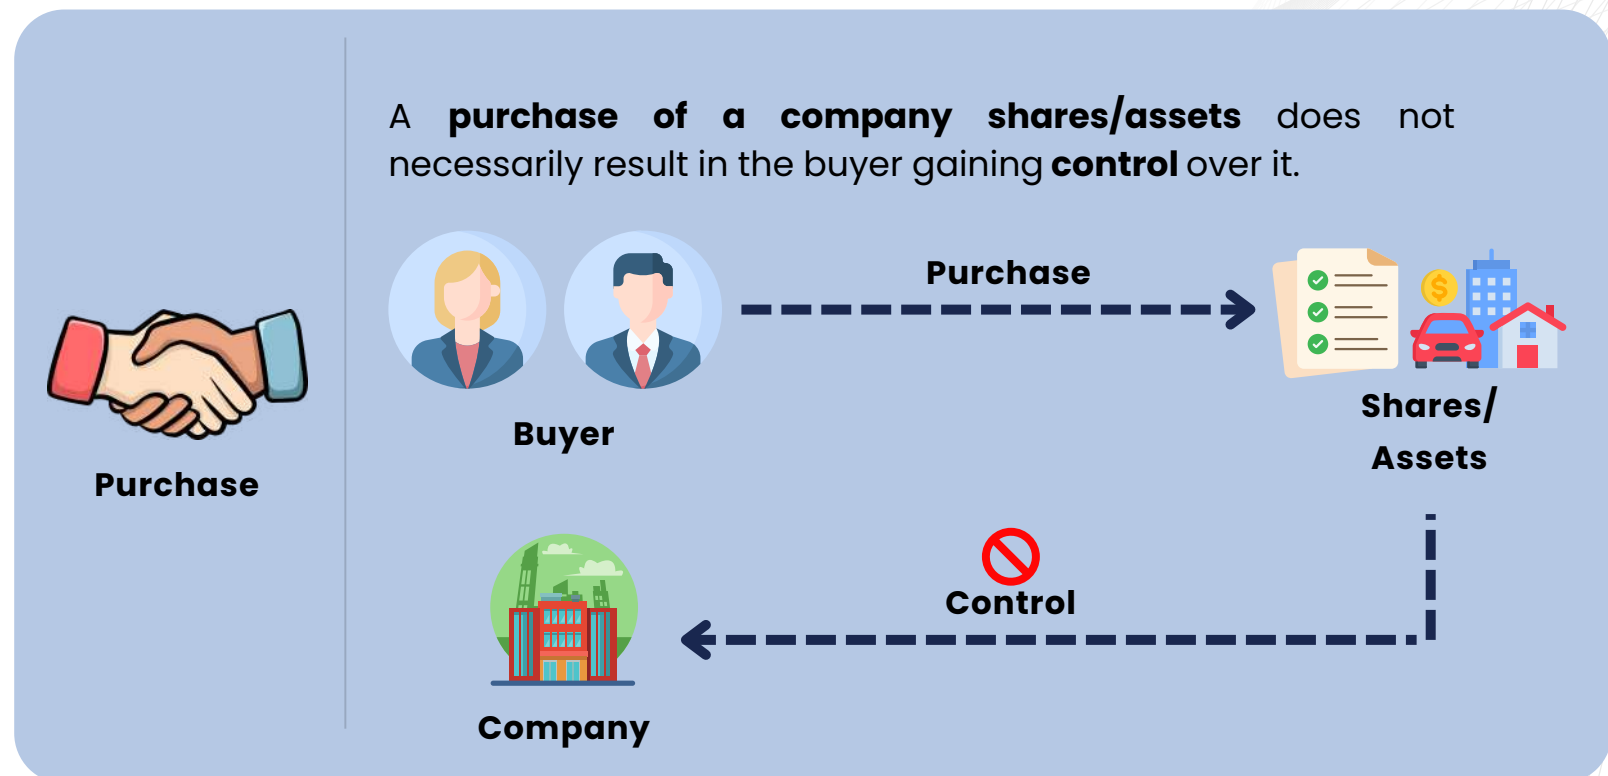 A purchase of a company shares/assets does not
necessarily result in the buyer gaining control over it.
Purchase
Buyer
Shares/
Assets
Purchase
Control
Company